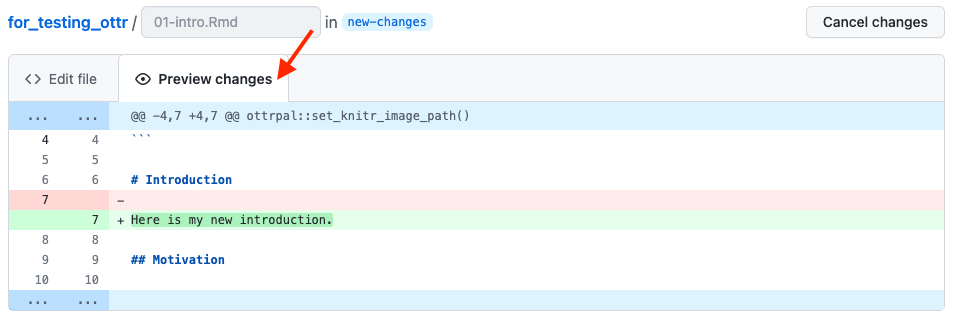 for_testing_ottr / 01-intro.Rmd in new-changes Cancel changes
<> Edit file Preview changes
... ... @@ -4,7 +4,7 @@ ottrpal::set_knitr_image_path()
4 4 ```
5 5
6 6 # Introduction
7 -
7 + Here is my new introduction.
8 8
9 9 ## Motivation
10 10
... ...